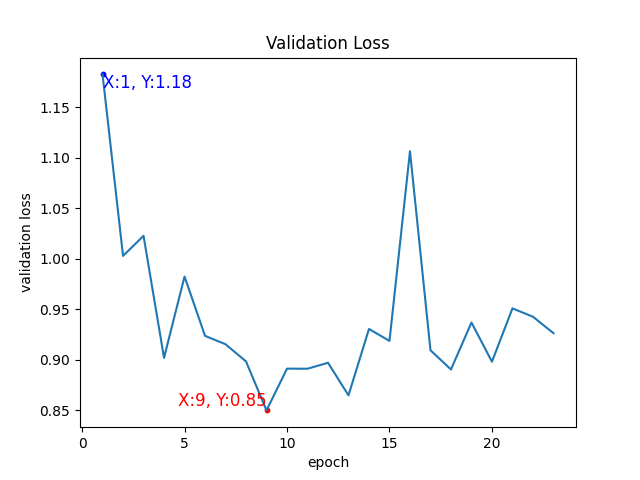 Validation Loss
X:1, Y:1.18
1.15
1.10
1.05
1.00
0.95
0.90
0.85
validation loss
X:9, Y:0.85
0 5 10 15 20
epoch